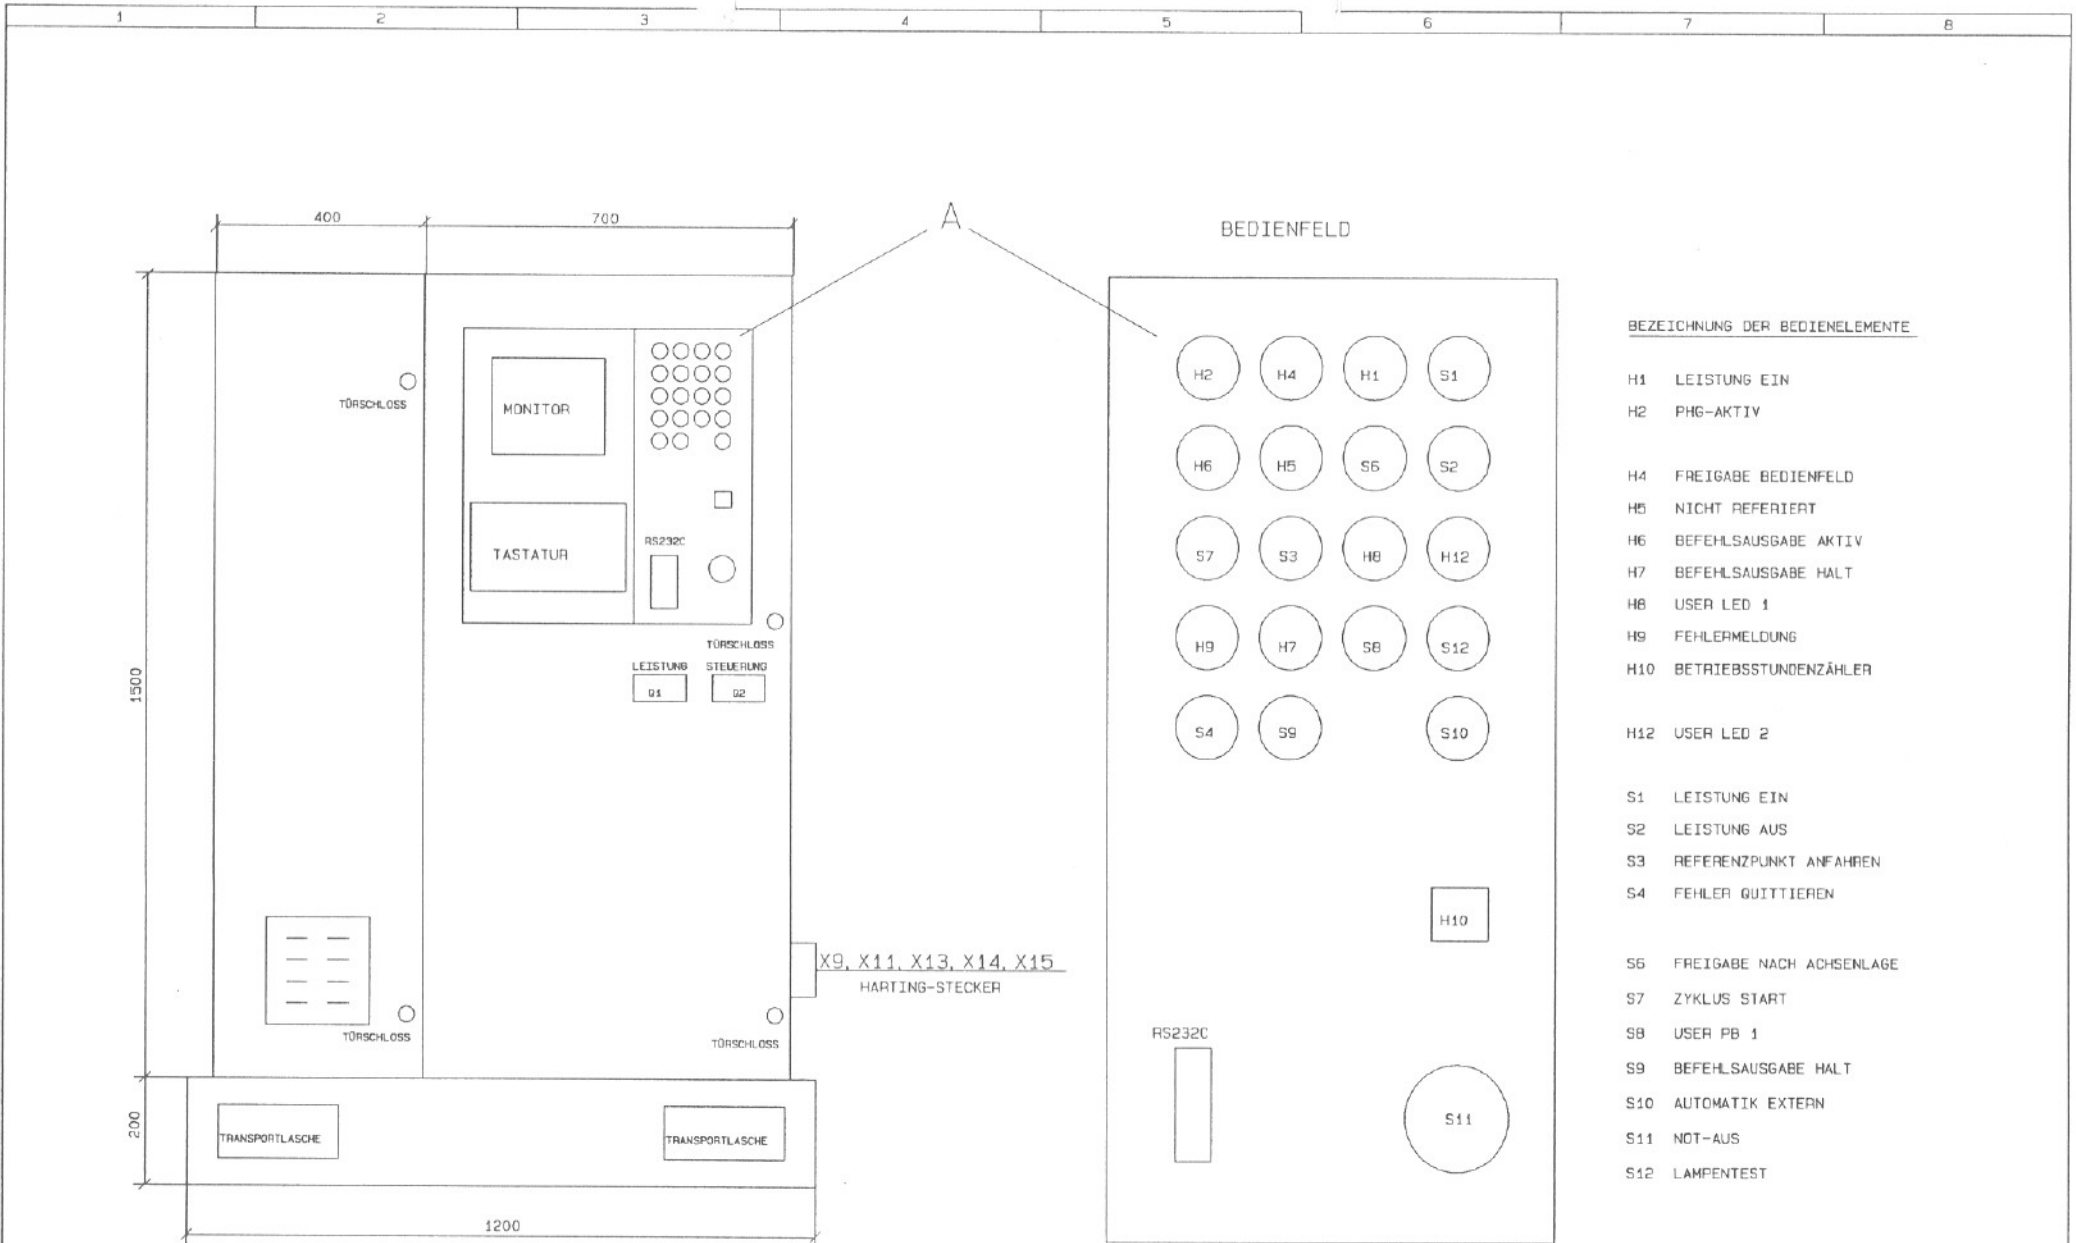 1 2 3 4 5 6 7 8
400 700
A
BEDIENFELD
1500
200
1200
TÜRSCHLOSS
MONITOR
TASTATUR
RS232C
TÜRSCHLOSS
LEISTUNG STEUERUNG
Q1 Q2
X9, X11, X13, X14, X15
HARTING-STECKER
TÜRSCHLOSS
TÜRSCHLOSS
TRANSPORTLASCHE
TRANSPORTLASCHE
H2 H4 H1 S1
H6 H5 S6 S2
S7 S3 H8 H12
H9 H7 S8 S12
S4 S9 S10
H10
RS232C
S11
BEZEICHNUNG DER BEDIENELEMENTE
H1 LEISTUNG EIN
H2 PHG-AKTIV
H4 FREIGABE BEDIENFELD
H5 NICHT REFERIERT
H6 BEFEHLSAUSGABE AKTIV
H7 BEFEHLSAUSGABE HALT
H8 USER LED 1
H9 FEHLERMELDUNG
H10 BETRIEBSSTUNDENZÄHLER
H12 USER LED 2
S1 LEISTUNG EIN
S2 LEISTUNG AUS
S3 REFERENZPUNKT ANFAHREN
S4 FEHLER QUITTIEREN
S6 FREIGABE NACH ACHSENLAGE
S7 ZYKLUS START
S8 USER PB 1
S9 BEFEHLSAUSGABE HALT
S10 AUTOMATIK EXTERN
S11 NOT-AUS
S12 LAMPENTEST